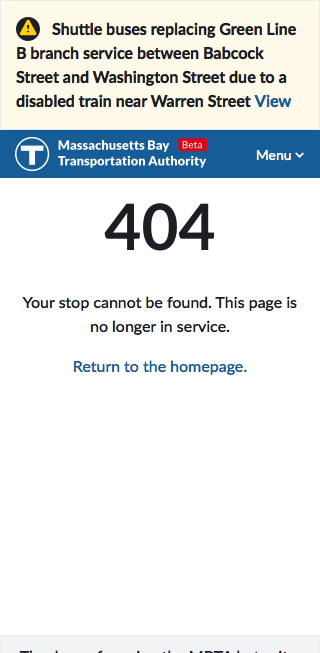 Shuttle buses replacing Green Line
B branch service between Babcock
Street and Washington Street due to a
disabled train near Warren Street View
T Massachusetts Bay Beta
Transportation Authority
Menu
404
Your stop cannot be found. This page is
no longer in service.
Return to the homepage.